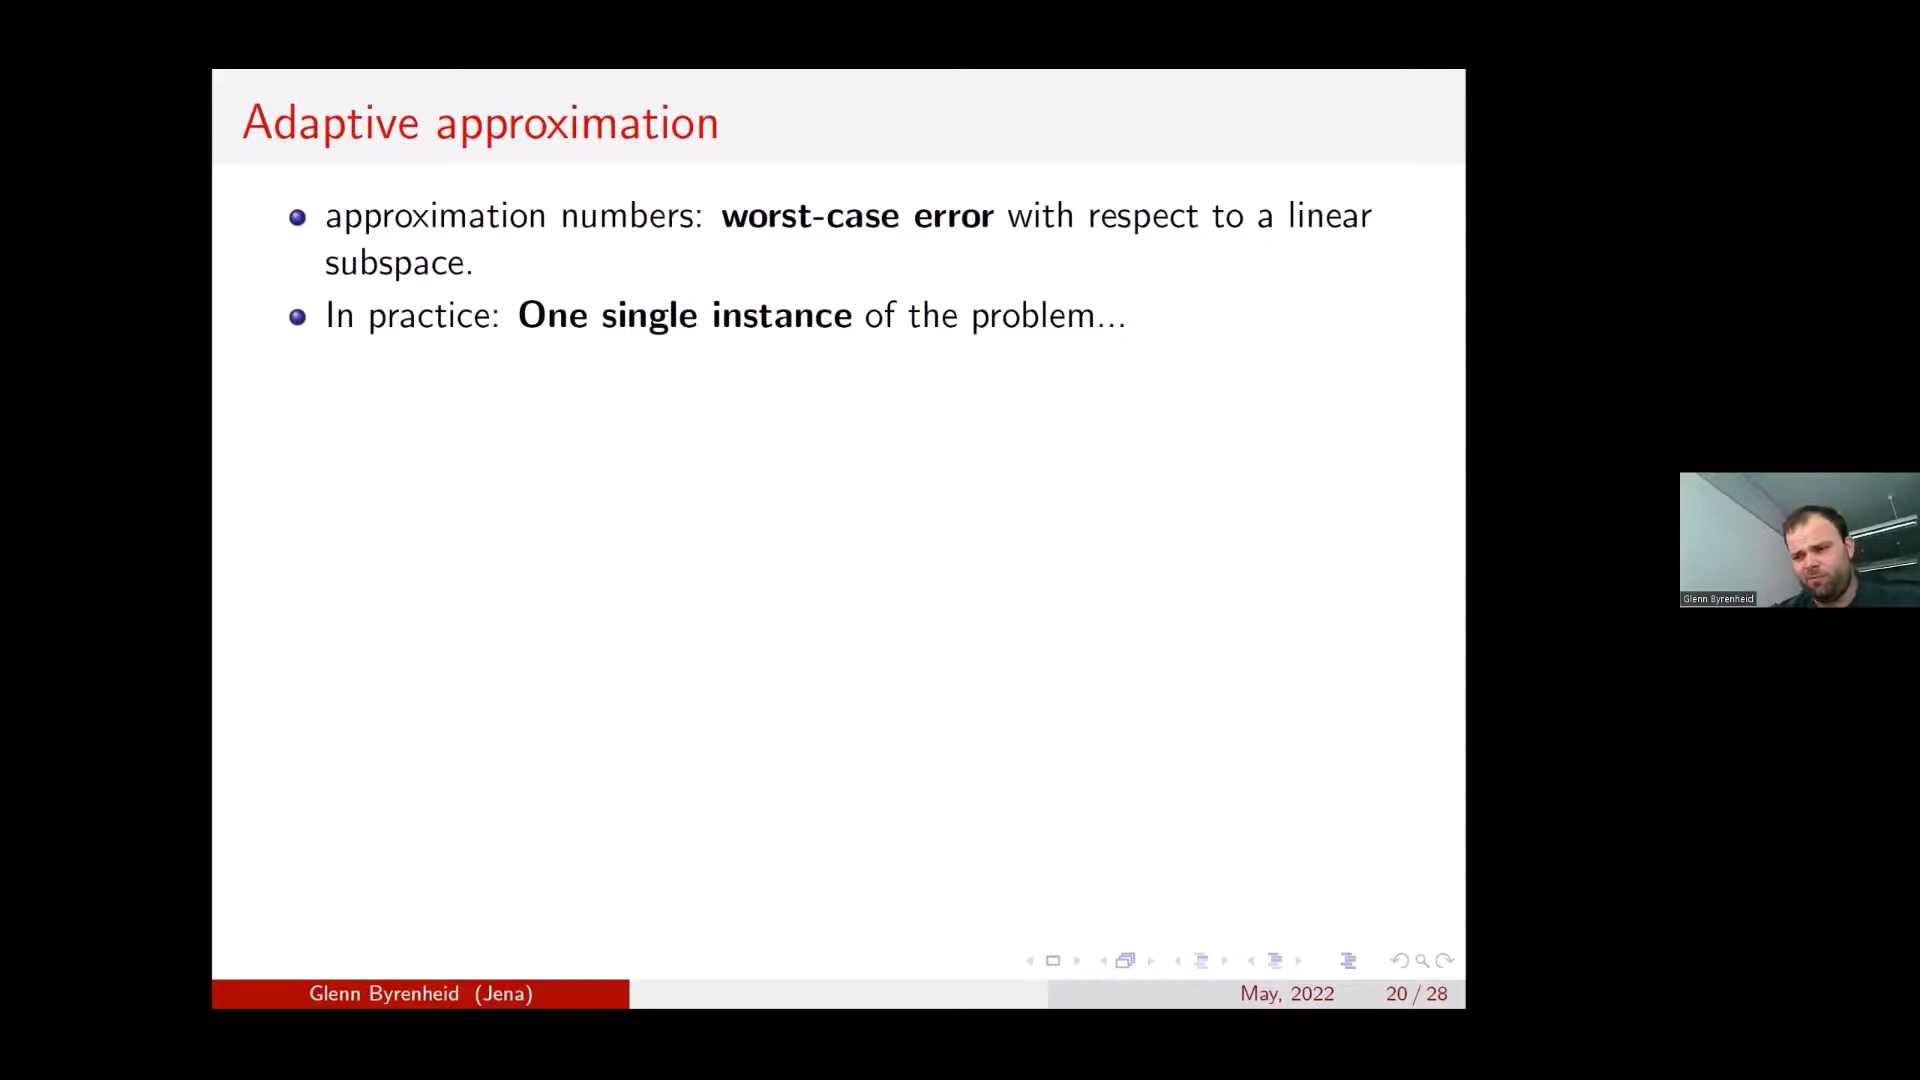 Adaptive approximation
approximation numbers: worst-case error with respect to a linear
subspace.
In practice: One single instance of the problem...
Glenn Byrenheid
Glenn Byrenheid (Jena)
May, 2022
20 / 28